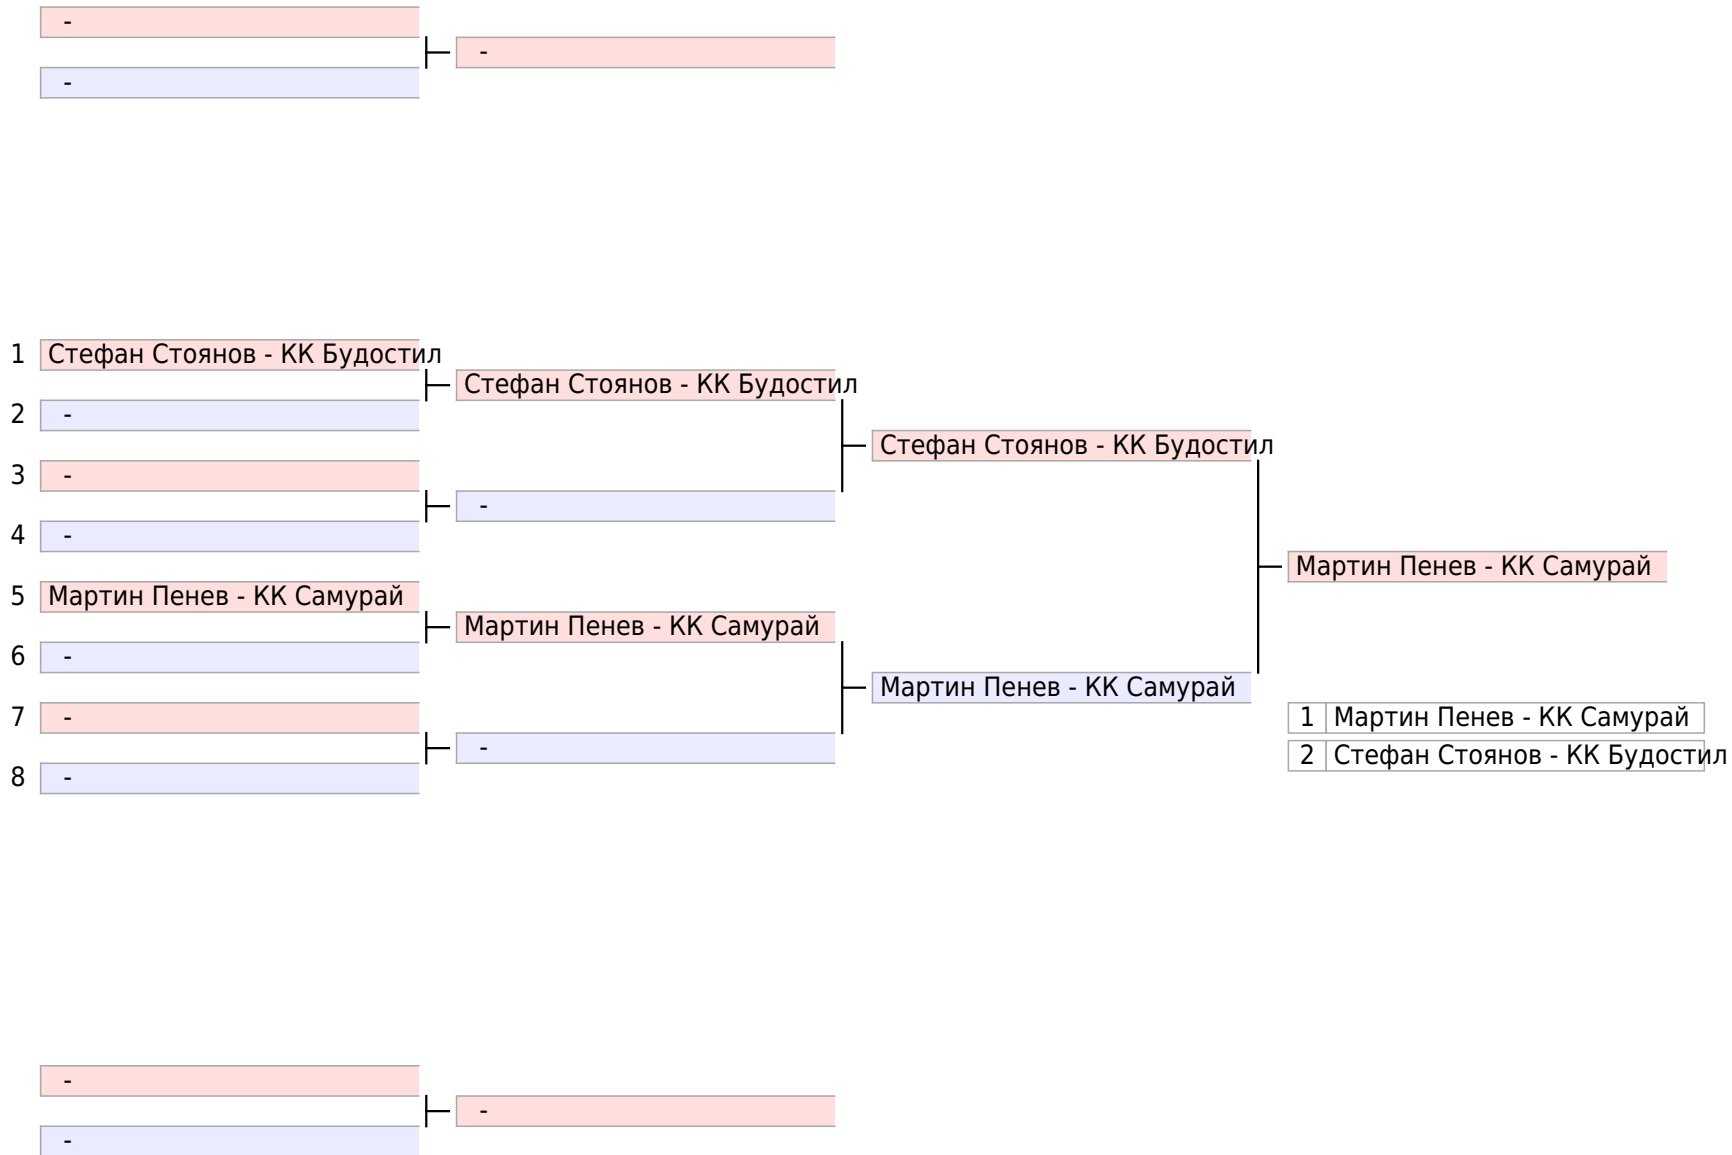 -
-
-
1 Стефан Стоянов - КК Будостил
Стефан Стоянов - КК Будостил
2 -
Стефан Стоянов - КК Будостил
3 -
-
4 -
Мартин Пенев - КК Самурай
5 Мартин Пенев - КК Самурай
Мартин Пенев - КК Самурай
6 -
Мартин Пенев - КК Самурай
7 -
1 Мартин Пенев - КК Самурай
-
2 Стефан Стоянов - КК Будостил
8 -
-
-
-